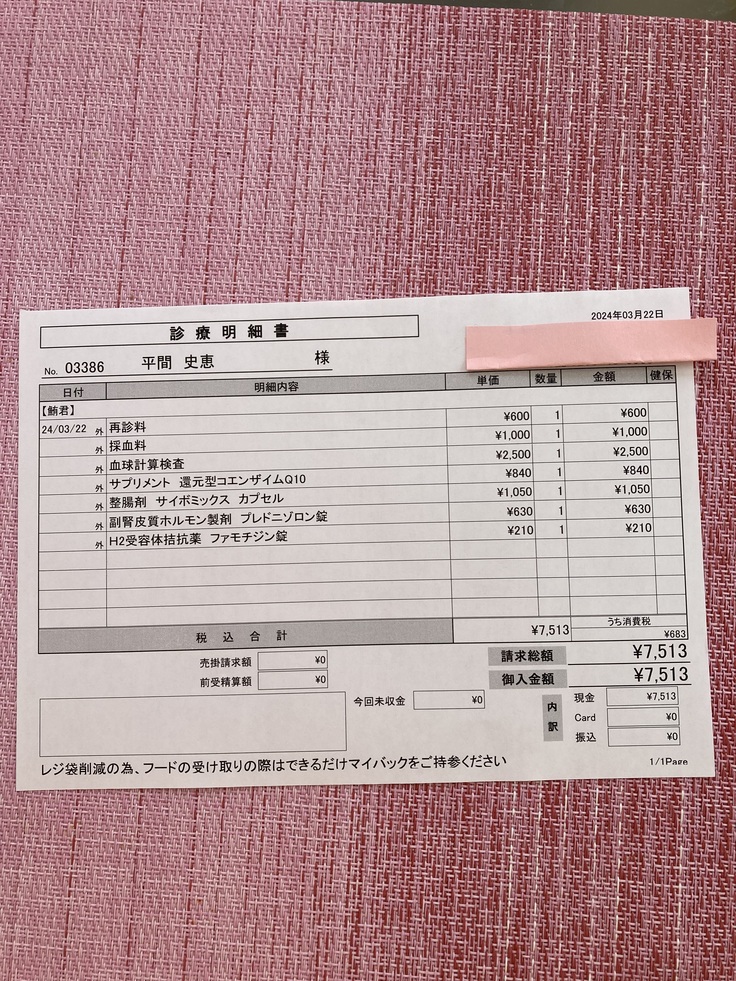 診療明細書
2024年03月22日
No. 03386 平間 史恵 様
日付 明細内容 単価 数量 金額 健保
【鮪君】
24/03/22 外 再診料 ¥600 1 ¥600
外 採血料 ¥1,000 1 ¥1,000
外 血球計算検査 ¥2,500 1 ¥2,500
外 サプリメント 還元型コエンザイムQ10 ¥840 1 ¥840
外 整腸剤 サイボミックス カプセル ¥1,050 1 ¥1,050
外 副腎皮質ホルモン製剤 プレドニゾロン錠 ¥630 1 ¥630
外 H2受容体拮抗薬 ファモチジン錠 ¥210 1 ¥210
税込合計 ¥7,513 うち消費税
¥683
売掛請求額 ¥0 請求総額 ¥7,513
前受精算額 ¥0 御入金額 ¥7,513
今回未収金 ¥0 内訳 現金 ¥7,513
Card ¥0
振込 ¥0
レジ袋削減の為、フードの受け取りの際はできるだけマイバックをご持参ください
1/1Page